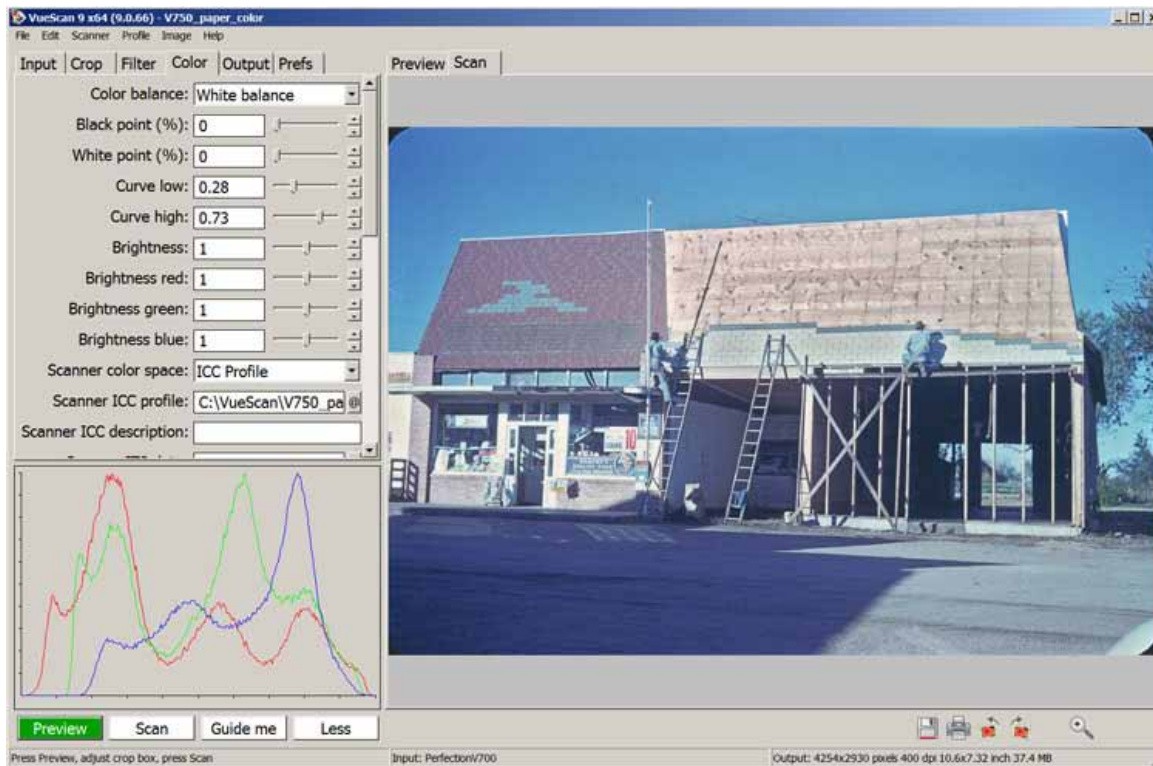 VueScan 9 x64 (9.0.66) - V750_paper_color
File Edit Scanner Profile Image Help
Input Crop Filter Color Output Prefs
Preview Scan
Color balance: White balance
Black point (%): 0
White point (%): 0
Curve low: 0.28
Curve high: 0.73
Brightness: 1
Brightness red: 1
Brightness green: 1
Brightness blue: 1
Scanner color space: ICC Profile
Scanner ICC profile: C:\VueScan\V750_pa @
Scanner ICC description:
10
Preview Scan Guide me Less
Press Preview, adjust crop box, press Scan
Input: PerfectionV700
Output: 4254x2930 pixels 400 dpi 10.6x7.32 inch 37.4 MB